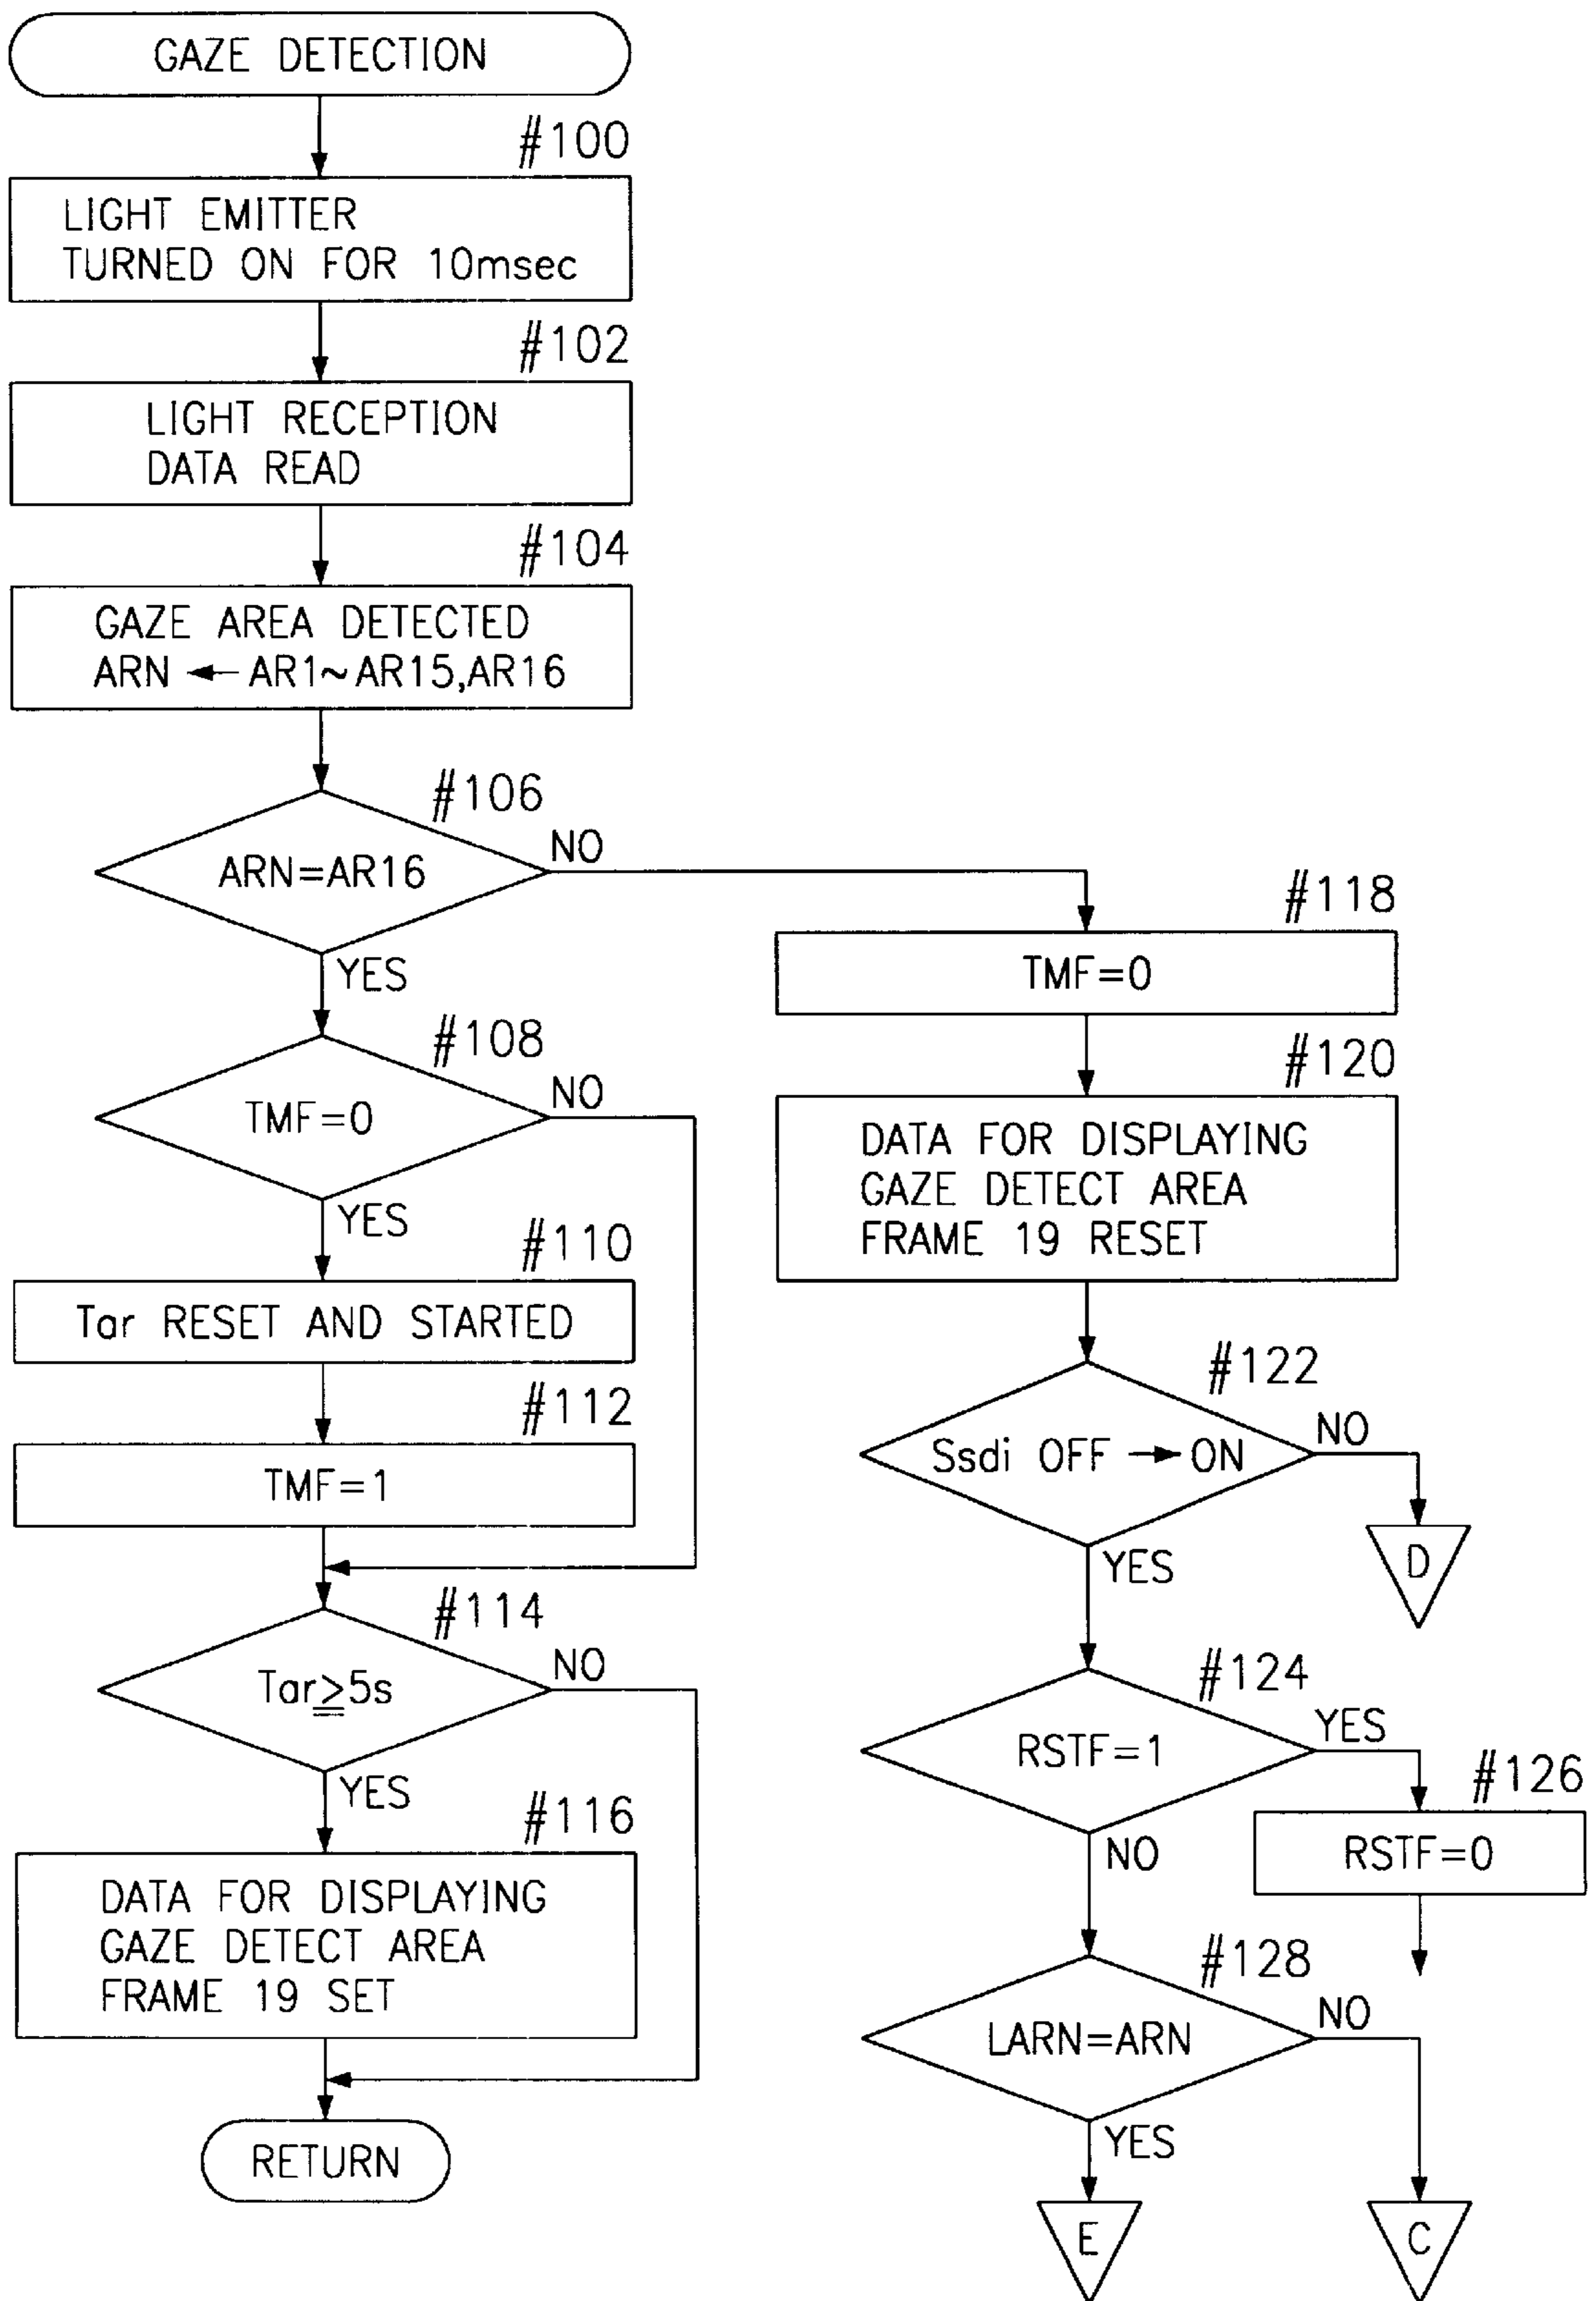 GAZE DETECTION
#100
LIGHT EMITTER
TURNED ON FOR 10msec
#102
LIGHT RECEPTION
DATA READ
#104
GAZE AREA DETECTED
ARN ← AR1~AR15,AR16
#106
ARN=AR16
NO
YES
#108
TMF=0
NO
YES
#110
Tar RESET AND STARTED
#112
TMF=1
#114
Tar≧5s
NO
YES
#116
DATA FOR DISPLAYING
GAZE DETECT AREA
FRAME 19 SET
RETURN
#118
TMF=0
#120
DATA FOR DISPLAYING
GAZE DETECT AREA
FRAME 19 RESET
#122
Ssdi OFF → ON
NO
D
YES
#124
RSTF=1
YES
#126
RSTF=0
NO
#128
LARN=ARN
NO
YES
E
C